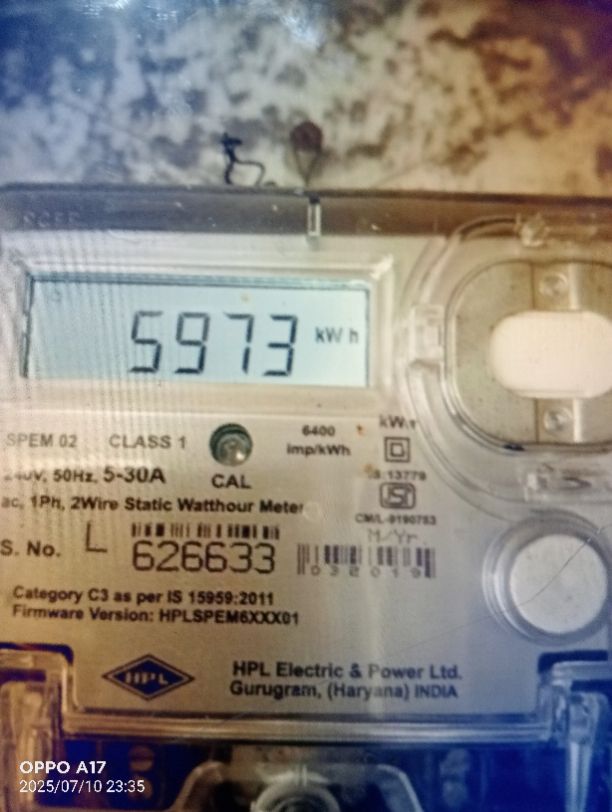 5973 kWh
SPEM 02 CLASS 1
6400
imp/kWh
240V, 50Hz, 5-30A
CAL
IS:13779
ac, 1Ph, 2Wire Static Watthour Meter
CM/L-9190753
M/Yr.
S. No. L 626633
032019
Category C3 as per IS 15959:2011
Firmware Version: HPLSPEM6XXX01
HPL
HPL Electric & Power Ltd.
Gurugram, (Haryana) INDIA
OPPO A17
2025/07/10 23:35